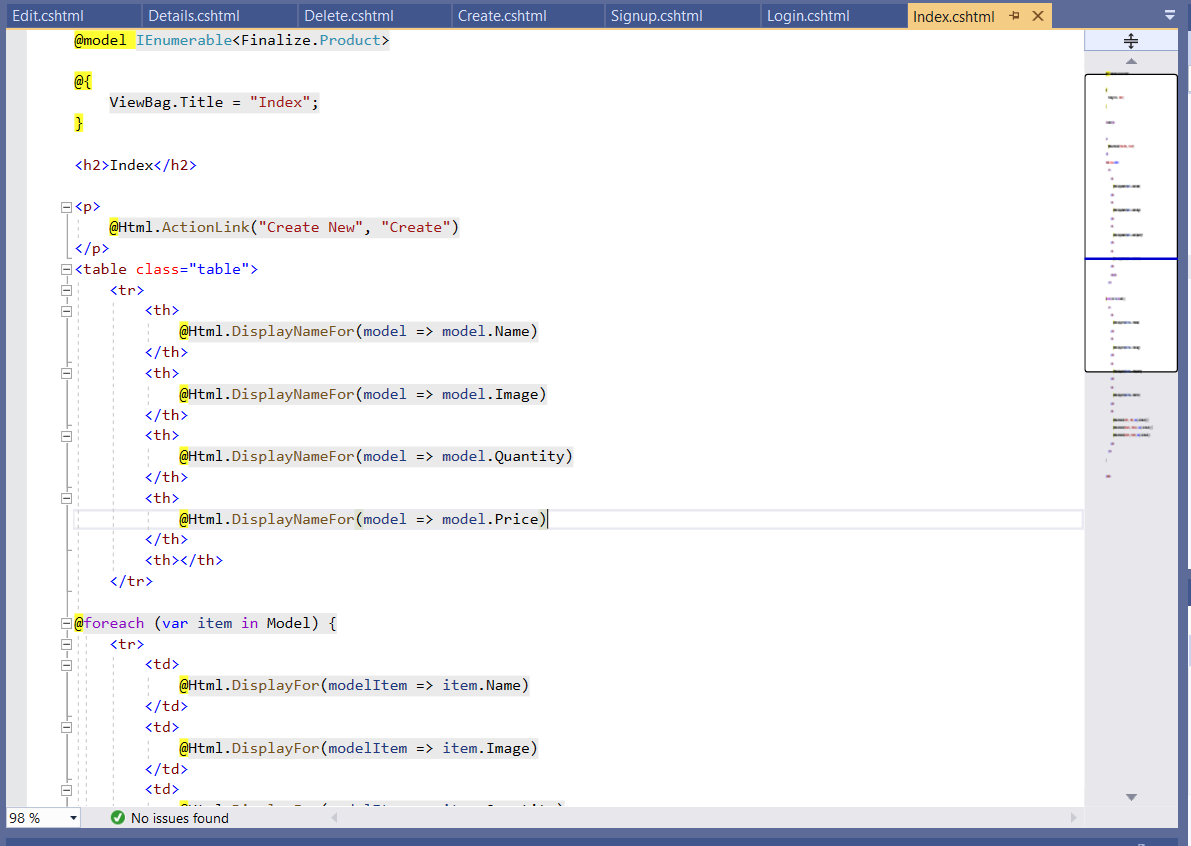 Edit.cshtml Details.cshtml Delete.cshtml Create.cshtml Signup.cshtml Login.cshtml Index.cshtml
@model IEnumerable<Finalize.Product>
@{
ViewBag.Title = "Index";
}
<h2>Index</h2>
<p>
@Html.ActionLink("Create New", "Create")
</p>
<table class="table">
<tr>
<th>
@Html.DisplayNameFor(model => model.Name)
</th>
<th>
@Html.DisplayNameFor(model => model.Image)
</th>
<th>
@Html.DisplayNameFor(model => model.Quantity)
</th>
<th>
@Html.DisplayNameFor(model => model.Price)
</th>
<th></th>
</tr>
@foreach (var item in Model) {
<tr>
<td>
@Html.DisplayFor(modelItem => item.Name)
</td>
<td>
@Html.DisplayFor(modelItem => item.Image)
</td>
<td>
98 % No issues found